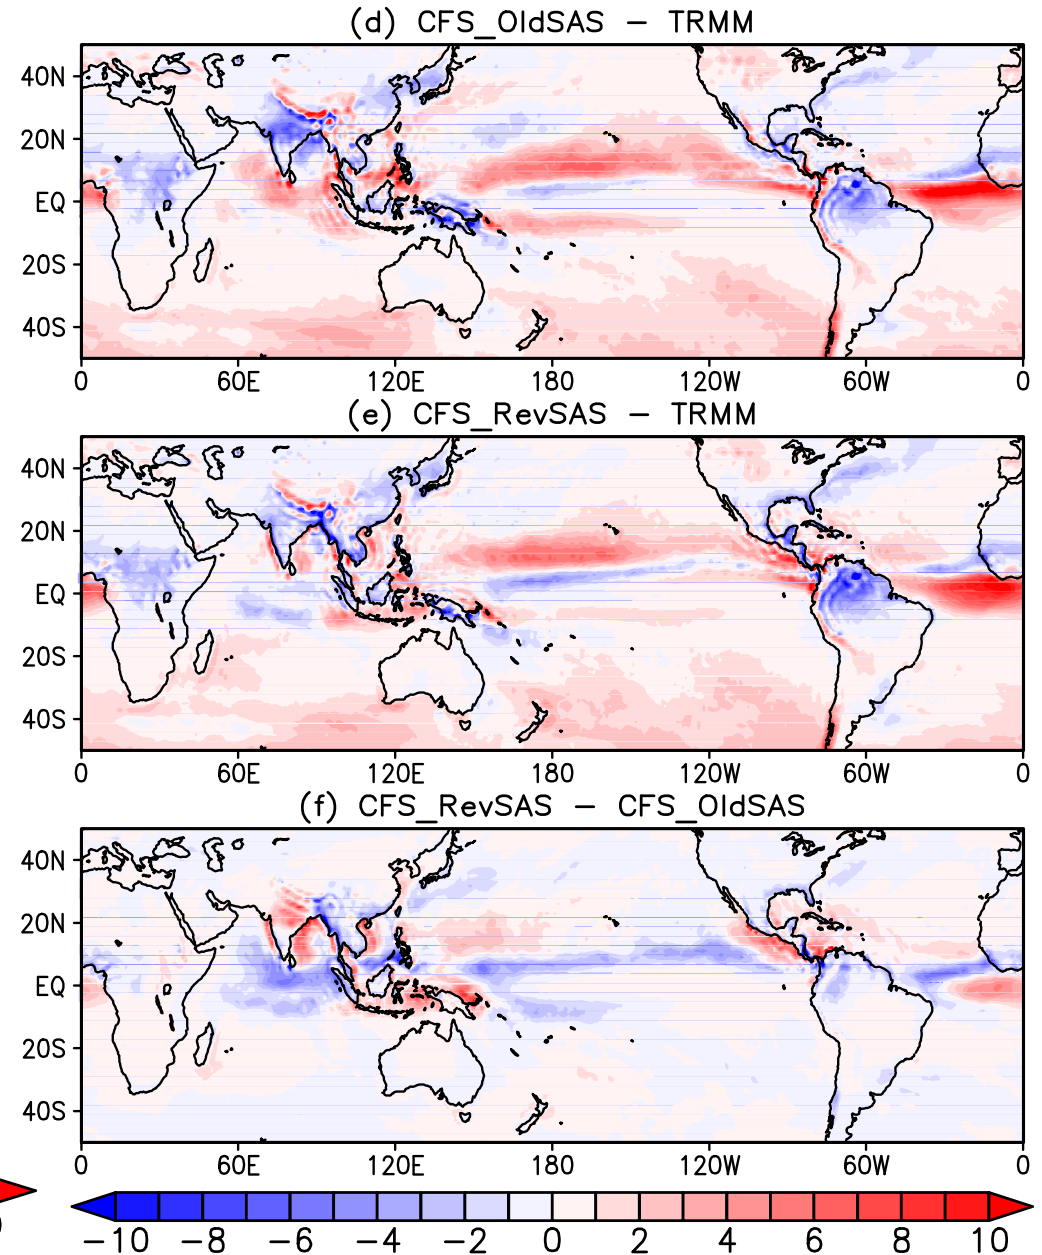 (d) CFS_OldSAS − TRMM
40N
20N
EQ
20S
40S
0 60E 120E 180 120W 60W 0
(e) CFS_RevSAS − TRMM
40N
20N
EQ
20S
40S
0 60E 120E 180 120W 60W 0
(f) CFS_RevSAS − CFS_OldSAS
40N
20N
EQ
20S
40S
0 60E 120E 180 120W 60W 0
−10 −8 −6 −4 −2 0 2 4 6 8 10